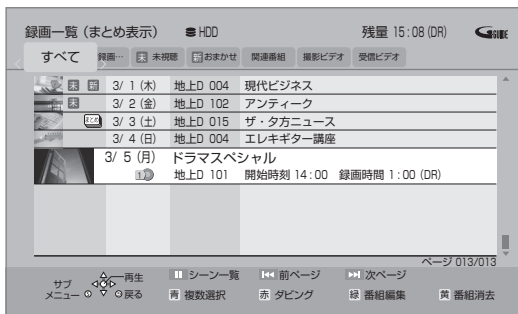 録画一覧 (まとめ表示) HDD 残量 15:08 (DR) G-GUIDE
すべて 録画… 未 未視聴 新 おまかせ 関連番組 撮影ビデオ 受信ビデオ
未 新 3/ 1 (木) 地上D 004 現代ビジネス
未 3/ 2 (金) 地上D 102 アンティーク
まとめ 3/ 3 (土) 地上D 015 ザ・タ方ニュース
3/ 4 (日) 地上D 004 エレキギター講座
3/ 5 (月) ドラマスペシャル
地上D 101 開始時刻 14:00 録画時間 1:00 (DR)
ページ 013/013
サブメニュー 再生 戻る シーン一覧 前ページ 次ページ
青 複数選択 赤 ダビング 緑 番組編集 黄 番組消去